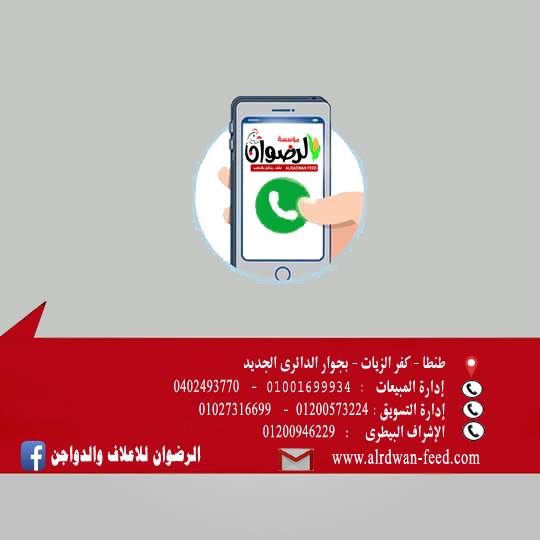 مؤسسة
الرضوان
ALRADWAN-FEED
طنطا - كفر الزيات - بجوار الدائرى الجديد
إدارة المبيعات : 01001699934 - 0402493770
إدارة التسويق : 01200573224 - 01027316699
الإشراف البيطرى : 01200946229
www.alrdwan-feed.com
الرضوان للاعلاف والدواجن